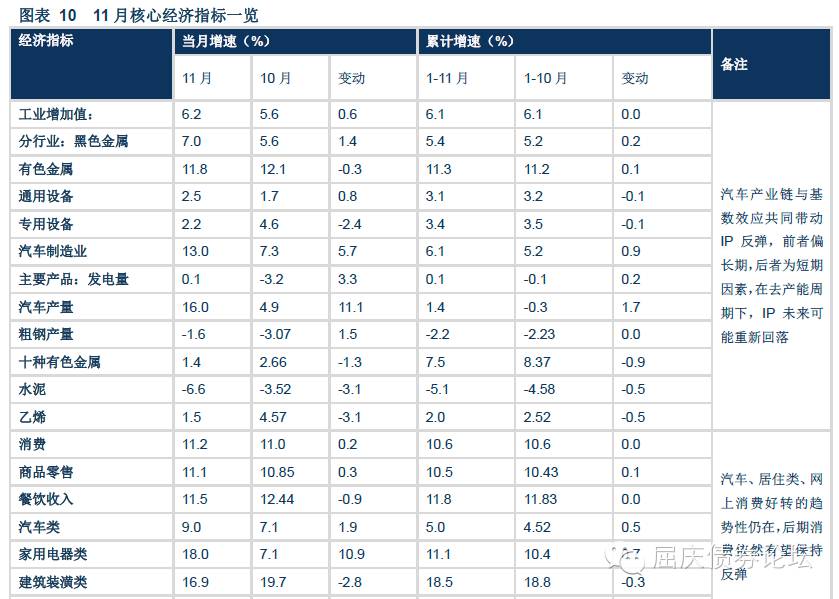 图表 10 11 月核心经济指标一览
经济指标 当月增速（%） 累计增速（%） 备注
11 月 10 月 变动 1-11 月 1-10 月 变动
工业增加值： 6.2 5.6 0.6 6.1 6.1 0.0
分行业：黑色金属 7.0 5.6 1.4 5.4 5.2 0.2
有色金属 11.8 12.1 -0.3 11.3 11.2 0.1
通用设备 2.5 1.7 0.8 3.1 3.2 -0.1
专用设备 2.2 4.6 -2.4 3.4 3.5 -0.1
汽车制造业 13.0 7.3 5.7 6.1 5.2 0.9
主要产品：发电量 0.1 -3.2 3.3 0.1 -0.1 0.2
汽车产量 16.0 4.9 11.1 1.4 -0.3 1.7
粗钢产量 -1.6 -3.07 1.5 -2.2 -2.23 0.0
十种有色金属 1.4 2.66 -1.3 7.5 8.37 -0.9
水泥 -6.6 -3.52 -3.1 -5.1 -4.58 -0.5
乙烯 1.5 4.57 -3.1 2.0 2.52 -0.5
汽车产业链与基
数效应共同带动
IP 反弹，前者偏
长期，后者为短期
因素，在去产能周
期下，IP 未来可
能重新回落
消费 11.2 11.0 0.2 10.6 10.6 0.0
商品零售 11.1 10.85 0.3 10.5 10.43 0.1
餐饮收入 11.5 12.44 -0.9 11.8 11.83 0.0
汽车类 9.0 7.1 1.9 5.0 4.52 0.5
家用电器类 18.0 7.1 10.9 11.1 10.4 0.7
建筑装潢类 16.9 19.7 -2.8 18.5 18.8 -0.3
汽车、居住类、网
上消费好转的趋
势性仍在，后期消
费依然有望保持
反弹
屈庆债券论坛